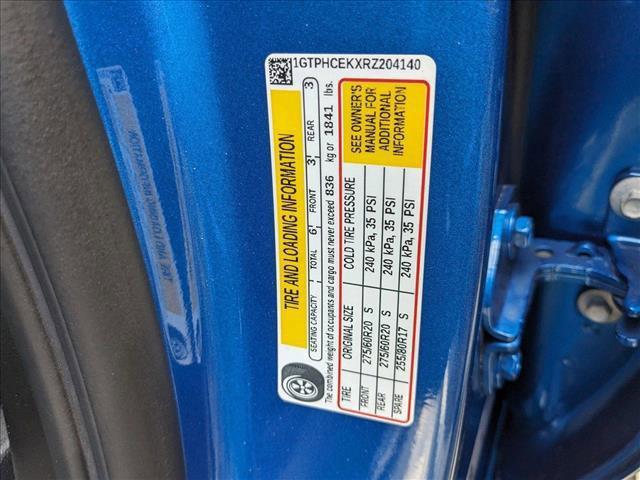 1GTPHCEKXRZ204140
TIRE AND LOADING INFORMATION
SEATING CAPACITY TOTAL 6 FRONT 3 REAR 3
The combined weight of occupants and cargo must never exceed 836 kg or 1841 lbs.
TIRE ORIGINAL SIZE COLD TIRE PRESSURE
FRONT 275/60R20 S 240 kPa, 35 PSI
REAR 275/60R20 S 240 kPa, 35 PSI
SPARE 255/80R17 S 240 kPa, 35 PSI
SEE OWNER'S
MANUAL FOR
ADDITIONAL
INFORMATION